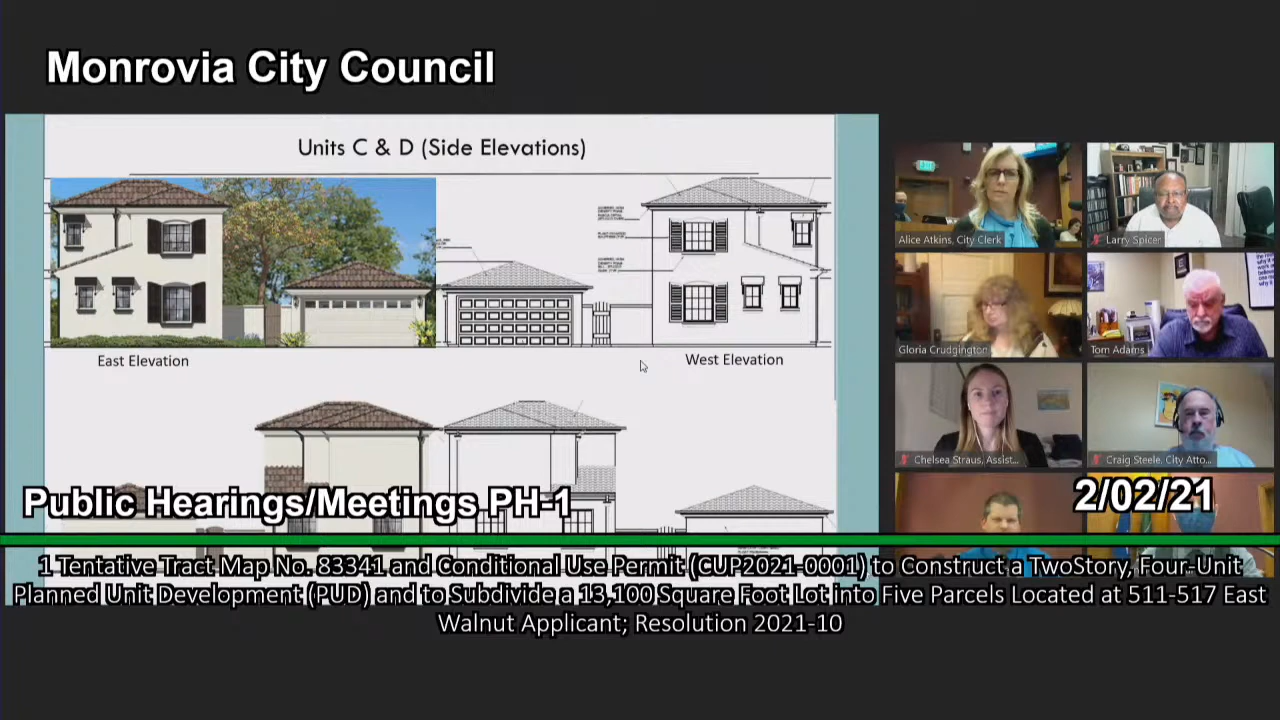 Monrovia City Council
Units C & D (Side Elevations)
East Elevation
West Elevation
Alice Atkins, City Clerk
Larry Spicer
Gloria Crudgington
Tom Adams
Chelsea Straus, Assist...
Craig Steele, City Atto...
Public Hearings/Meetings PH-1
2/02/21
1 Tentative Tract Map No. 83341 and Conditional Use Permit (CUP2021-0001) to Construct a TwoStory, Four-Unit
Planned Unit Development (PUD) and to Subdivide a 13,100 Square Foot Lot into Five Parcels Located at 511-517 East
Walnut Applicant; Resolution 2021-10